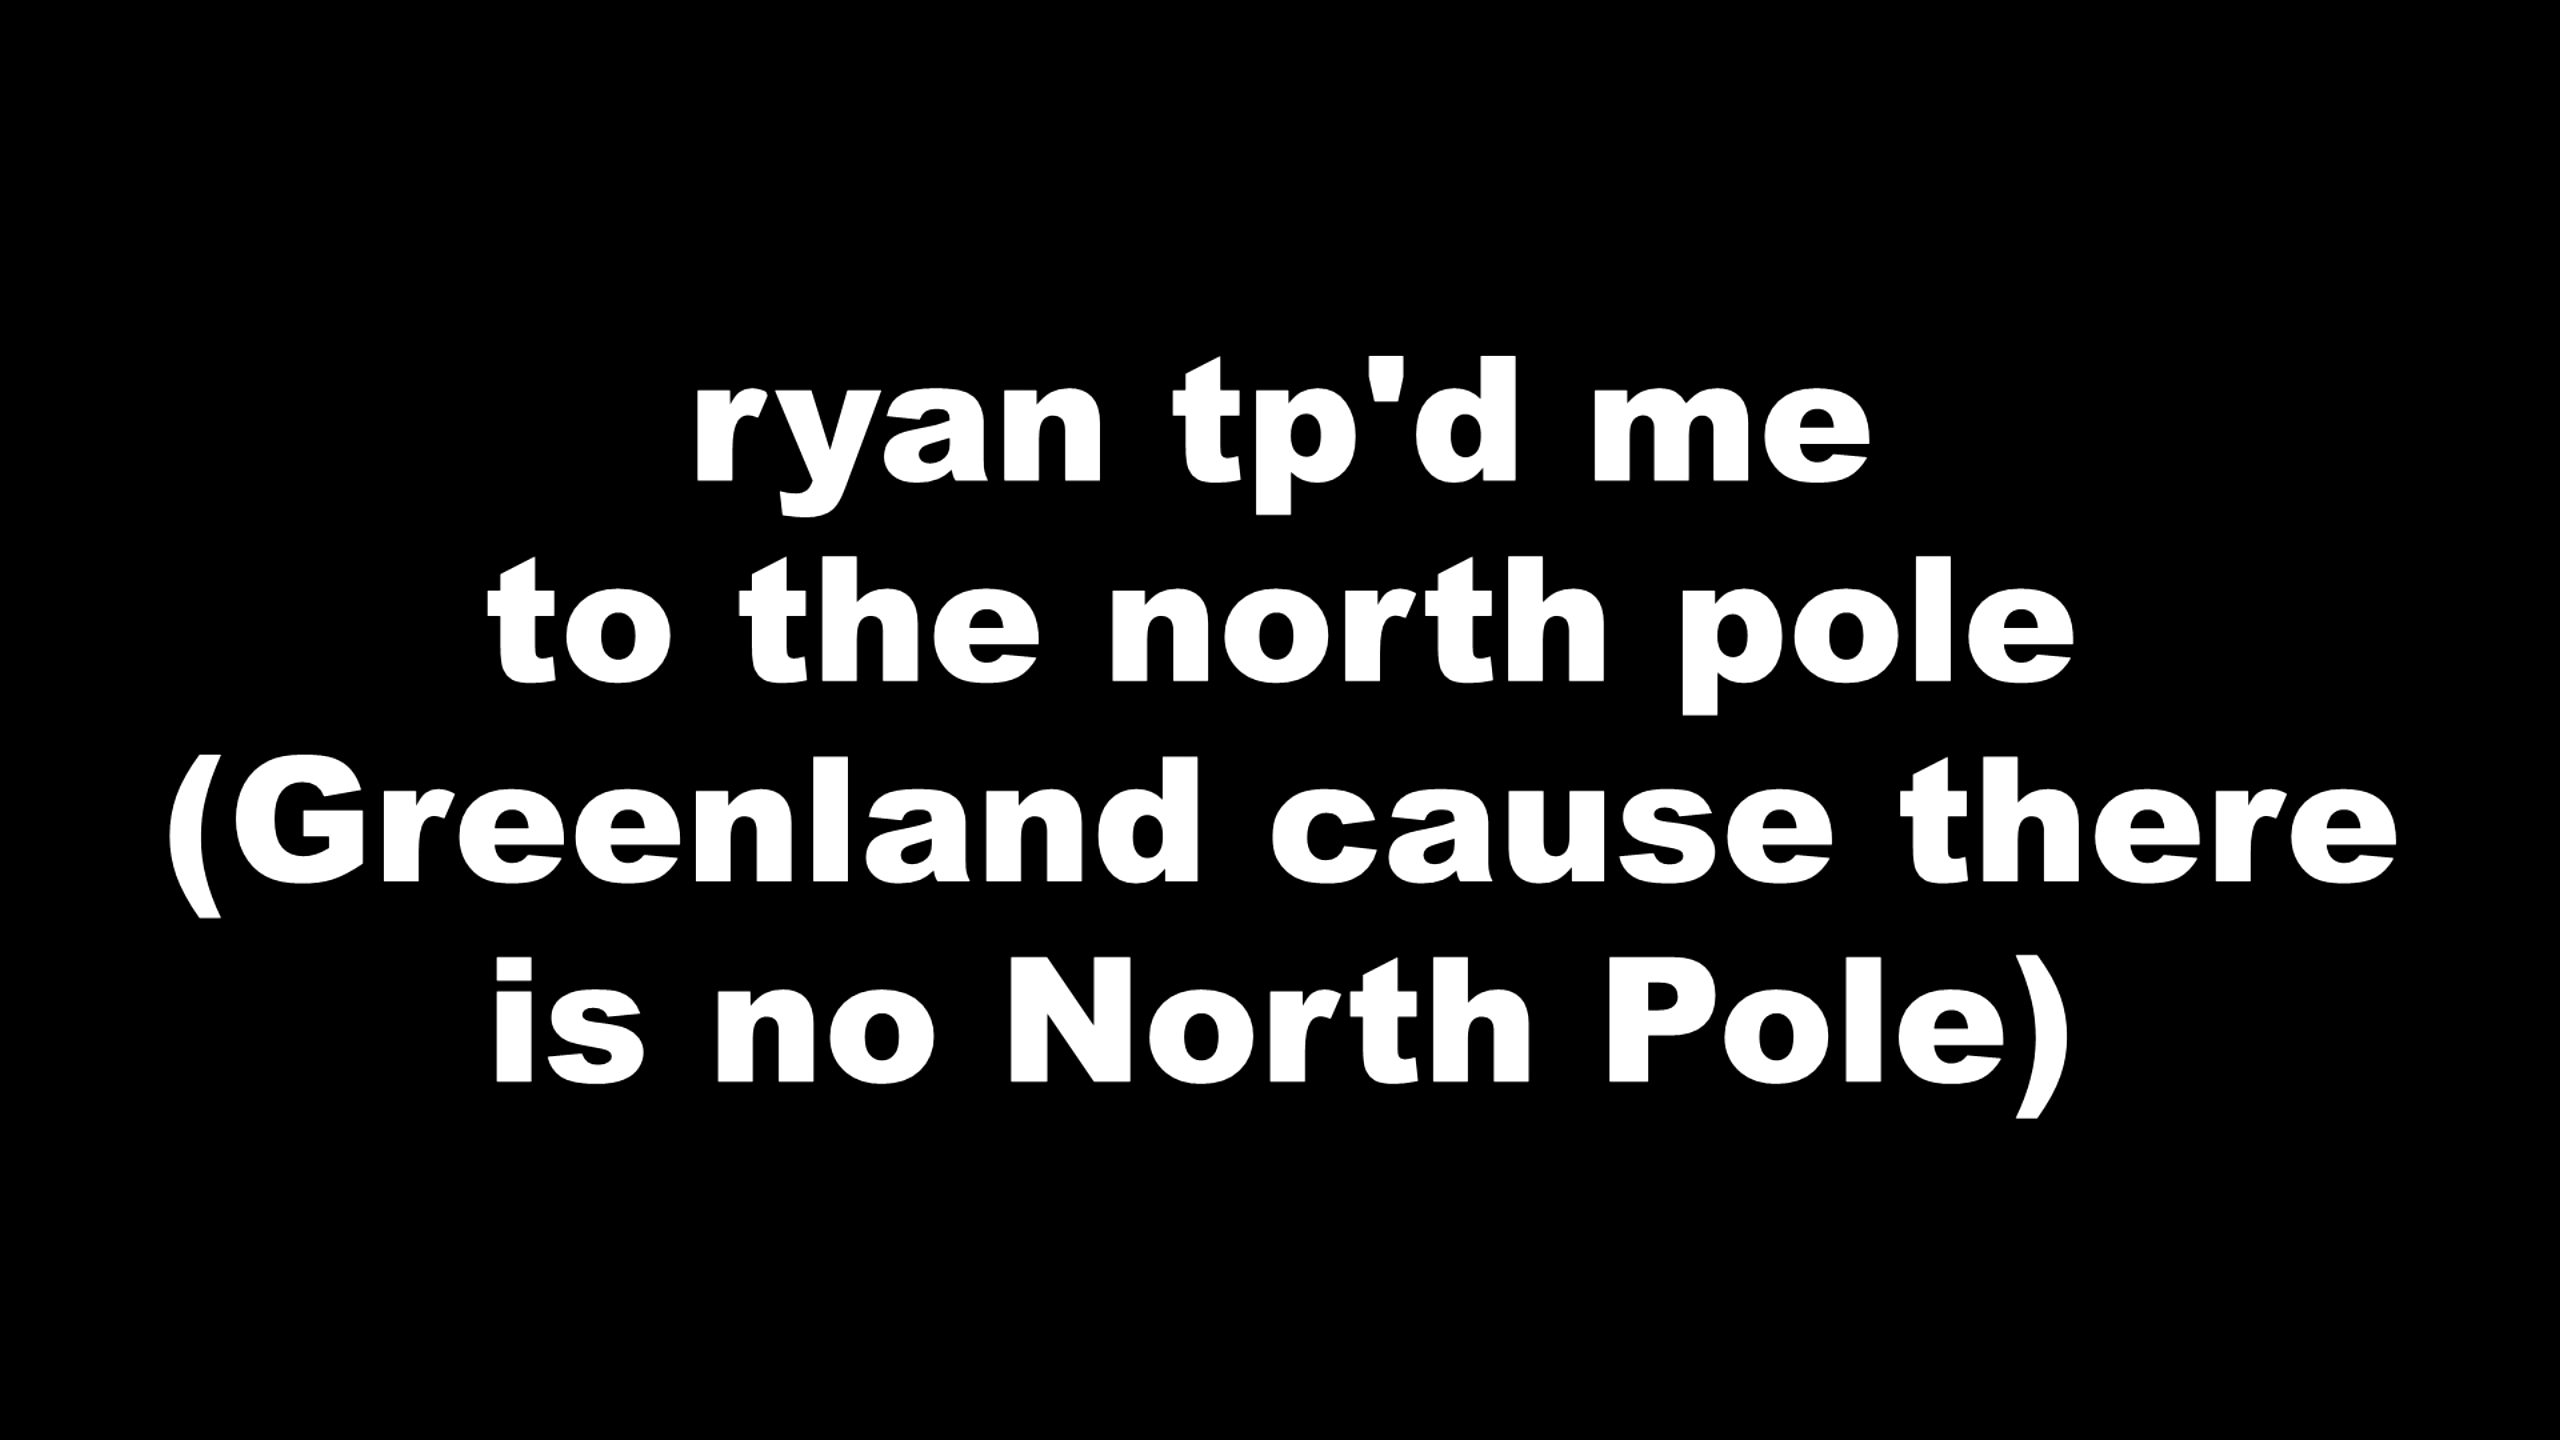 ryan tp'd me
to the north pole
(Greenland cause there
is no North Pole)